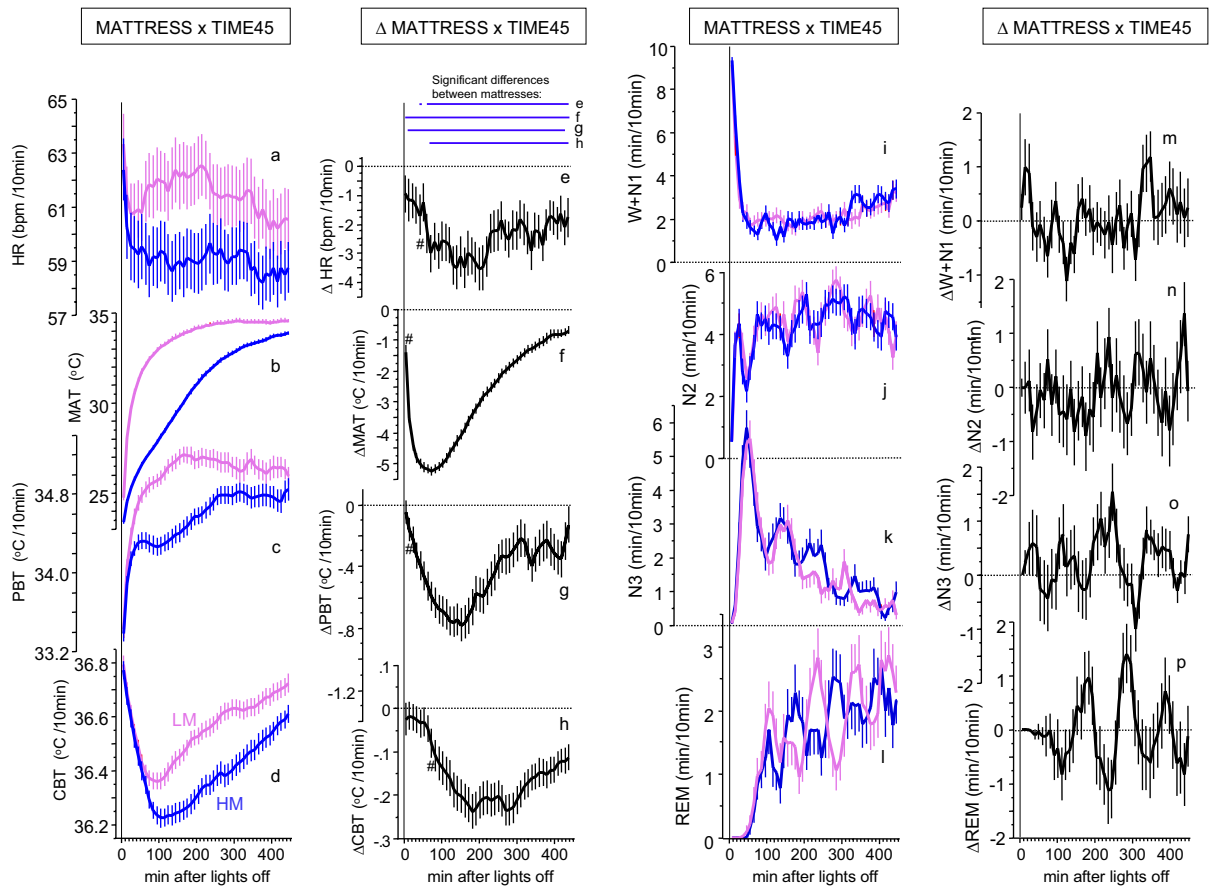 MATTRESS x TIME45
Δ MATTRESS x TIME45
MATTRESS x TIME45
Δ MATTRESS x TIME45
HR (bpm /10min)
65
63
61
59
57
a
MAT (oC)
35
30
25
b
PBT (oC /10min)
34.8
34.0
33.2
c
CBT (oC /10min)
36.8
36.6
36.4
36.2
LM
HM
d
0 100 200 300 400
min after lights off
Significant differences
between mattresses:
e
f
g
h
Δ HR (bpm /10min)
0
-1
-2
-3
-4
#
e
ΔMAT (oC /10min)
0
-1
-2
-3
-4
-5
#
f
ΔPBT (oC /10min)
0
-.4
-.8
-1.2
#
g
ΔCBT (oC /10min)
.1
0
-.1
-.2
-.3
#
h
0 100 200 300 400
min after lights off
W+N1 (min/10min)
10
8
6
4
2
0
i
N2 (min/10min)
6
4
2
0
j
N3 (min/10min)
6
5
4
3
2
1
0
k
REM (min/10min)
3
2
1
0
l
0 100 200 300 400
min after lights off
ΔW+N1 (min/10min)
2
1
0
-1
m
ΔN2 (min/10min)
2
1
0
-1
-2
n
ΔN3 (min/10min)
2
1
0
-1
-2
o
ΔREM (min/10min)
2
1
0
-1
-2
p
0 100 200 300 400
min after lights off